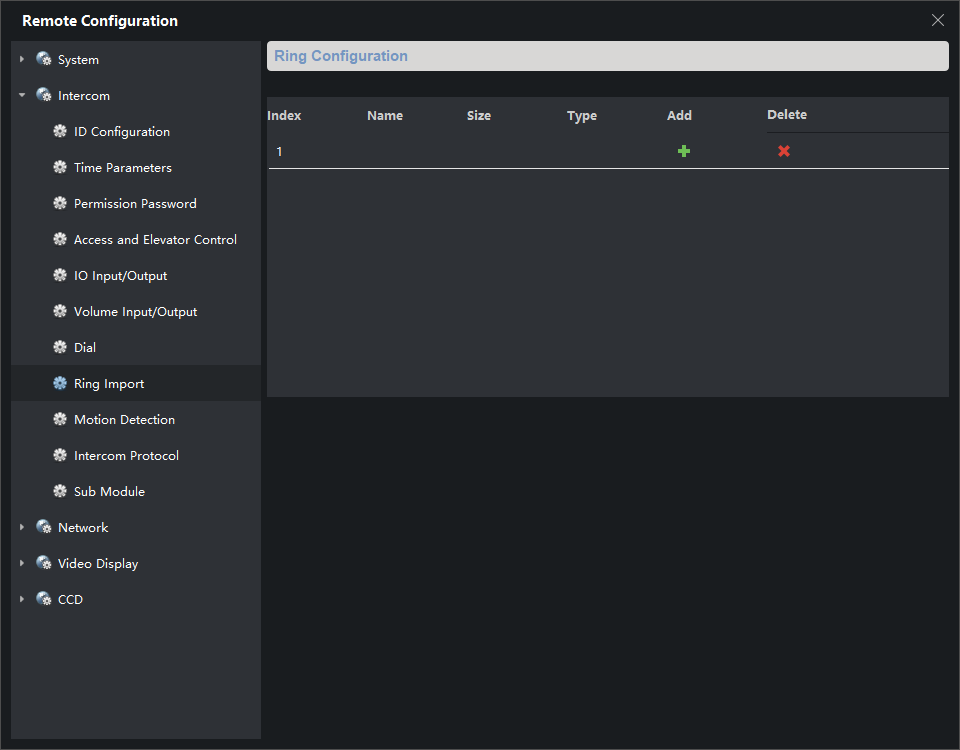 Remote Configuration
System
Intercom
ID Configuration
Time Parameters
Permission Password
Access and Elevator Control
IO Input/Output
Volume Input/Output
Dial
Ring Import
Motion Detection
Intercom Protocol
Sub Module
Network
Video Display
CCD
Ring Configuration
Index Name Size Type Add Delete
1